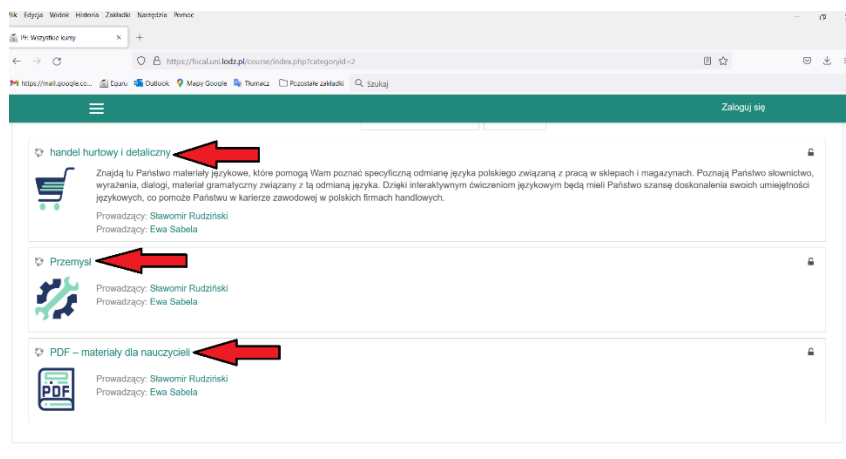 Plik Edycja Widok Historia Zakładki Narzędzia Pomoc
PE: Wszystkie kursy
https://focal.uni.lodz.pl/course/index.php?categoryid=2
https://mail.google.co... Eguru Outlook Mapy Google Tłumacz Pozostałe zakładki Szukaj
Zaloguj się
handel hurtowy i detaliczny
Znajdą tu Państwo materiały językowe, które pomogą Wam poznać specyficzną odmianę języka polskiego związaną z pracą w sklepach i magazynach. Poznają Państwo słownictwo,
wyrażenia, dialogi, materiał gramatyczny związany z tą odmianą języka. Dzięki interaktywnym ćwiczeniom językowym będą mieli Państwo szansę doskonalenia swoich umiejętności
językowych, co pomoże Państwu w karierze zawodowej w polskich firmach handlowych.
Prowadzący: Sławomir Rudziński
Prowadzący: Ewa Sabela
Przemysł
Prowadzący: Sławomir Rudziński
Prowadzący: Ewa Sabela
PDF – materiały dla nauczycieli
PDF
Prowadzący: Sławomir Rudziński
Prowadzący: Ewa Sabela